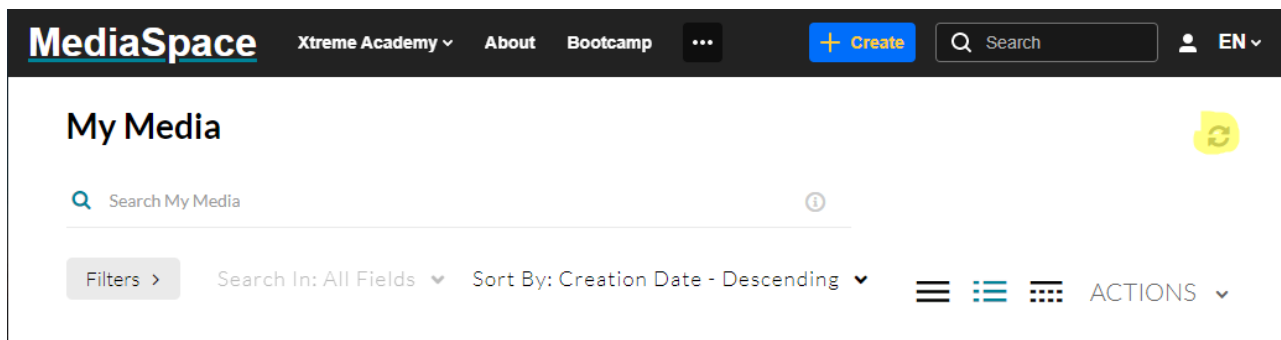 MediaSpace Xtreme Academy About Bootcamp ••• + Create Search EN
My Media
Search My Media
Filters > Search In: All Fields Sort By: Creation Date - Descending ACTIONS